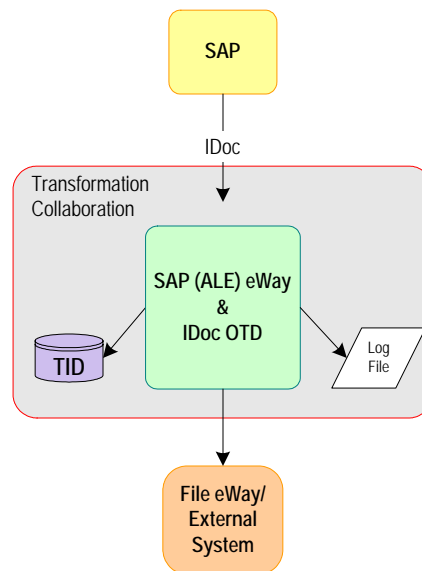 SAP
IDoc
Transformation
Collaboration
SAP (ALE) eWay
&
IDoc OTD
TID
Log
File
File eWay/
External
System